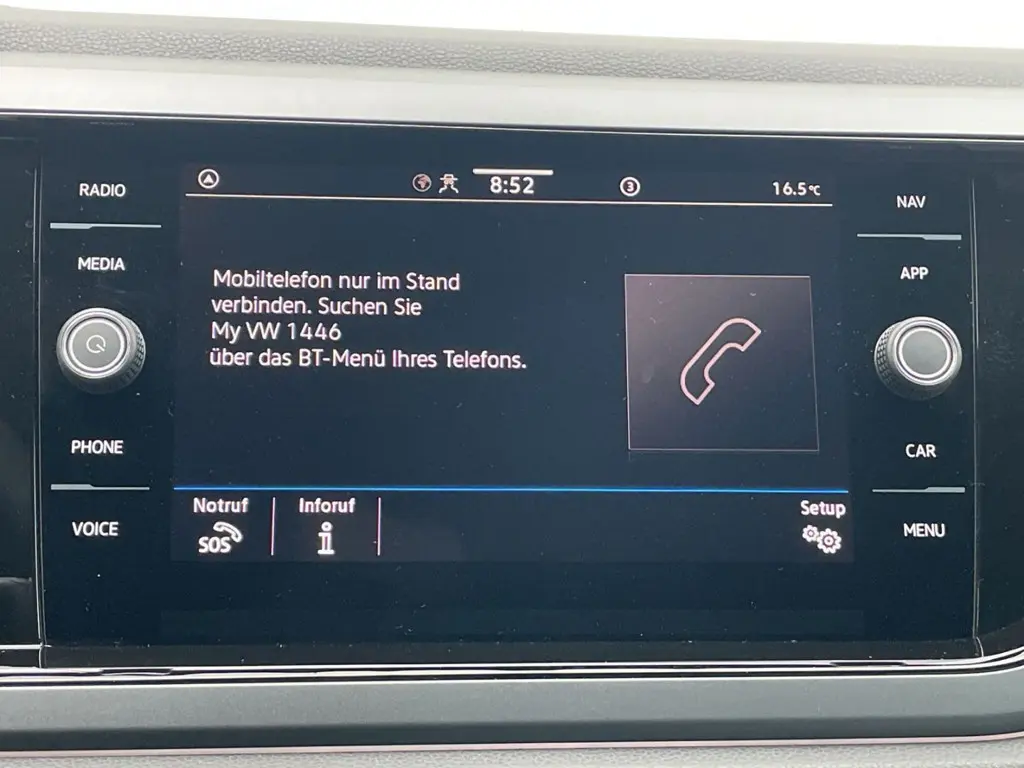 RADIO
MEDIA
PHONE
VOICE
8:52
3
16.5°C
Mobiltelefon nur im Stand
verbinden. Suchen Sie
My VW 1446
über das BT-Menü Ihres Telefons.
Notruf
SOS
Inforuf
i
Setup
NAV
APP
CAR
MENU